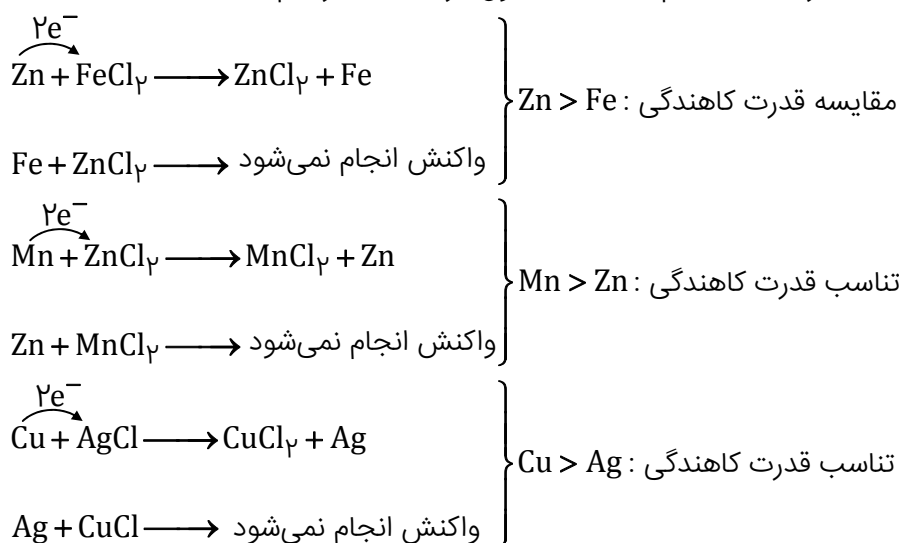 ۲e⁻
Zn + FeCl۲ ⟶ ZnCl۲ + Fe
مقایسه قدرت کاهندگی : Zn > Fe
Fe + ZnCl۲ ⟶ واکنش انجام نمی‌شود
۲e⁻
Mn + ZnCl۲ ⟶ MnCl۲ + Zn
تناسب قدرت کاهندگی : Mn > Zn
Zn + MnCl۲ ⟶ واکنش انجام نمی‌شود
۲e⁻
Cu + AgCl ⟶ CuCl۲ + Ag
تناسب قدرت کاهندگی : Cu > Ag
Ag + CuCl ⟶ واکنش انجام نمی‌شود